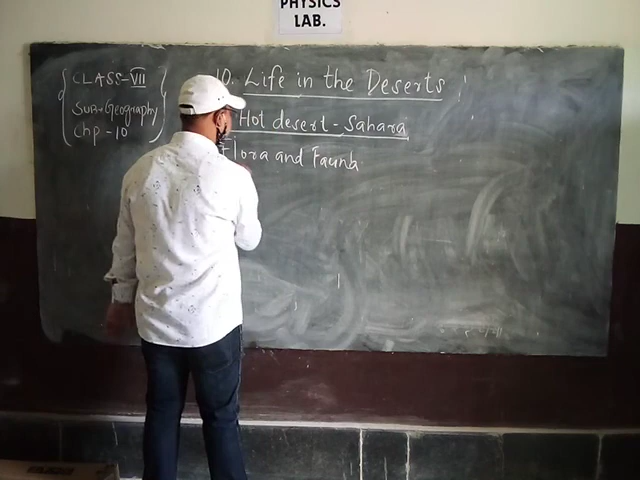 PHYSICS
LAB.
CLASS-VII
Sub:- Geography
Chp - 10
10. Life in the Deserts
Hot desert - Sahara
Flora and Fauna